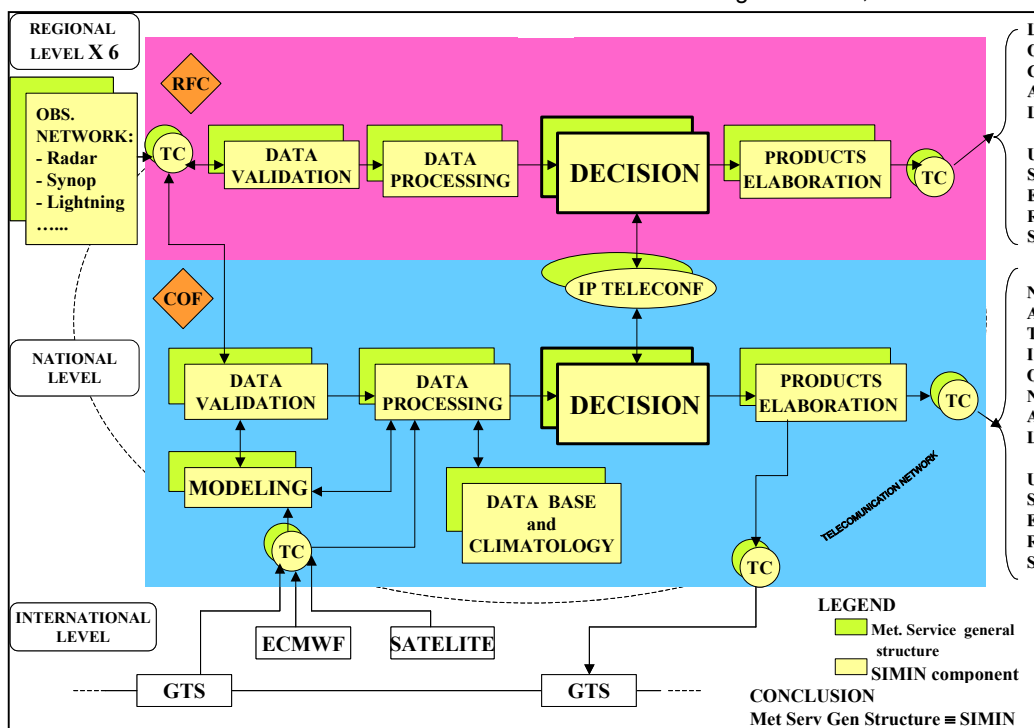 REGIONAL
LEVEL X 6
RFC
OBS.
NETWORK:
- Radar
- Synop
- Lightning
…...
TC
DATA
VALIDATION
DATA
PROCESSING
DECISION
PRODUCTS
ELABORATION
TC
L
O
C
A
L
U
S
E
R
S
IP TELECONF
COF
NATIONAL
LEVEL
DATA
VALIDATION
DATA
PROCESSING
DECISION
PRODUCTS
ELABORATION
TC
N
A
T
I
O
N
A
L
U
S
E
R
S
MODELING
DATA BASE
and
CLIMATOLOGY
TELECOMUNICATION NETWORK
TC
TC
INTERNATIONAL
LEVEL
ECMWF
SATELITE
GTS
GTS
LEGEND
Met. Service general
structure
SIMIN component
CONCLUSION
Met Serv Gen Structure ≡ SIMIN